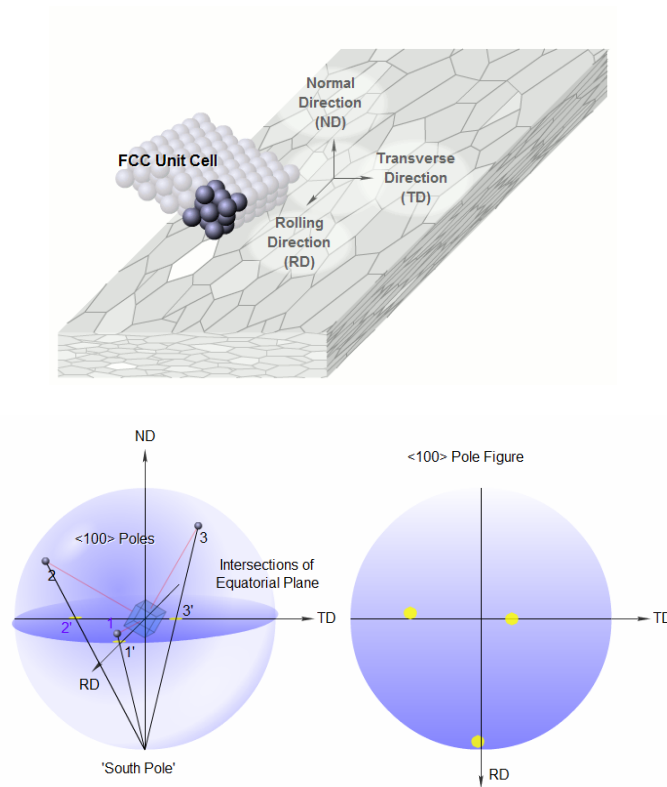 Normal
Direction
(ND)
FCC Unit Cell
Transverse
Direction
(TD)
Rolling
Direction
(RD)
ND
<100> Pole Figure
<100> Poles
3
2
Intersections of
Equatorial Plane
3'
TD
TD
2'
1
1'
RD
'South Pole'
RD